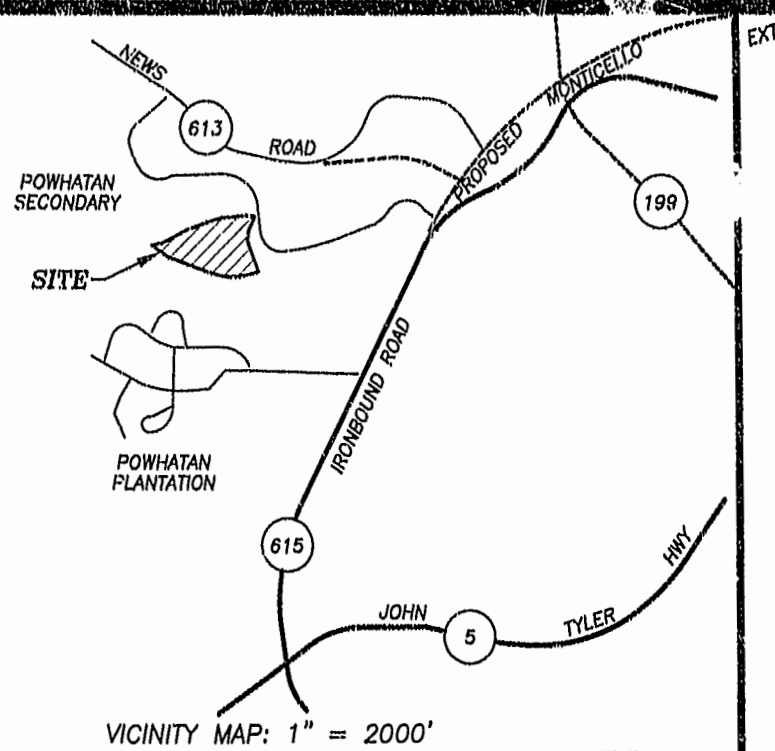 EXT
NEWS
613
ROAD
PROPOSED MONTICELLO
199
POWHATAN
SECONDARY
SITE
IRONBOUND ROAD
POWHATAN
PLANTATION
615
JOHN
5
TYLER
HWY
VICINITY MAP: 1" = 2000'